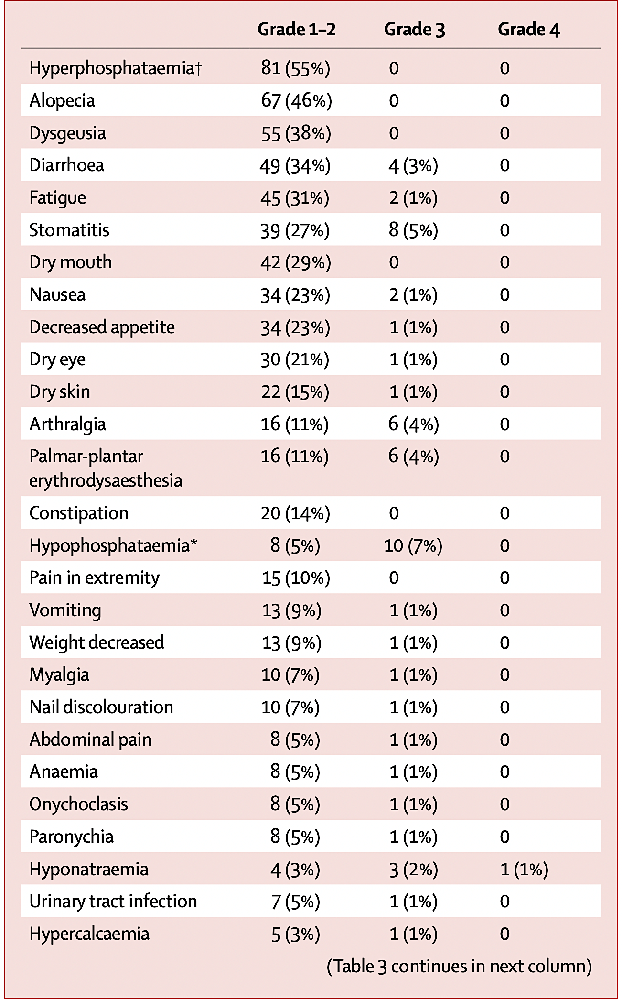 Grade 1–2 Grade 3 Grade 4
Hyperphosphataemia† 81 (55%) 0 0
Alopecia 67 (46%) 0 0
Dysgeusia 55 (38%) 0 0
Diarrhoea 49 (34%) 4 (3%) 0
Fatigue 45 (31%) 2 (1%) 0
Stomatitis 39 (27%) 8 (5%) 0
Dry mouth 42 (29%) 0 0
Nausea 34 (23%) 2 (1%) 0
Decreased appetite 34 (23%) 1 (1%) 0
Dry eye 30 (21%) 1 (1%) 0
Dry skin 22 (15%) 1 (1%) 0
Arthralgia 16 (11%) 6 (4%) 0
Palmar-plantar 16 (11%) 6 (4%) 0
erythrodysaesthesia
Constipation 20 (14%) 0 0
Hypophosphataemia* 8 (5%) 10 (7%) 0
Pain in extremity 15 (10%) 0 0
Vomiting 13 (9%) 1 (1%) 0
Weight decreased 13 (9%) 1 (1%) 0
Myalgia 10 (7%) 1 (1%) 0
Nail discolouration 10 (7%) 1 (1%) 0
Abdominal pain 8 (5%) 1 (1%) 0
Anaemia 8 (5%) 1 (1%) 0
Onychoclasis 8 (5%) 1 (1%) 0
Paronychia 8 (5%) 1 (1%) 0
Hyponatraemia 4 (3%) 3 (2%) 1 (1%)
Urinary tract infection 7 (5%) 1 (1%) 0
Hypercalcaemia 5 (3%) 1 (1%) 0
(Table 3 continues in next column)